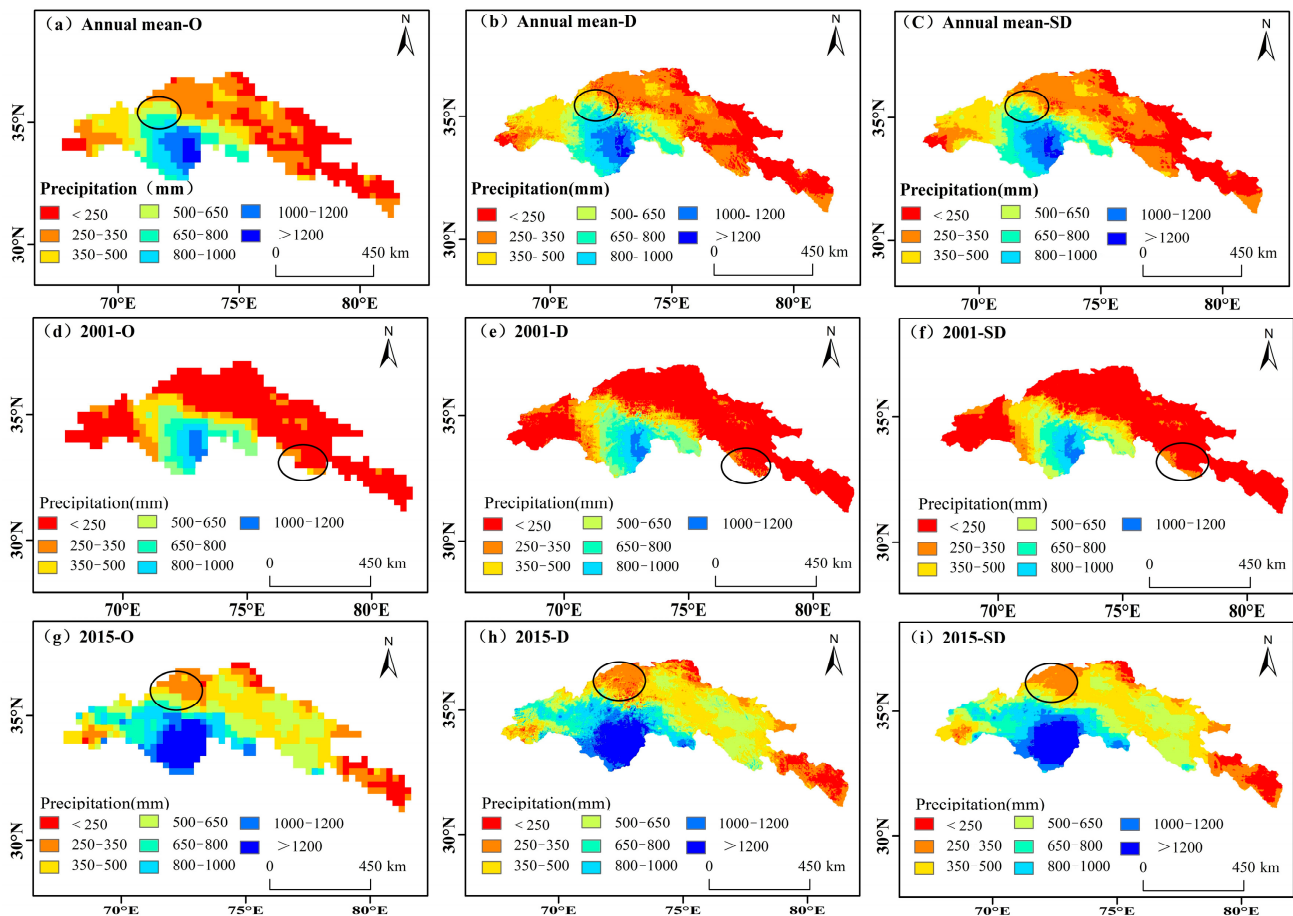 （a）Annual mean-O
N
35°N
30°N
Precipitation（mm）
< 250
500-650
1000-1200
250-350
650-800
＞1200
350-500
800-1000
0
450 km
70°E
75°E
80°E
（b）Annual mean-D
N
35°N
30°N
Precipitation(mm)
< 250
500- 650
1000- 1200
250- 350
650- 800
＞1200
350- 500
800- 1000
0
450 km
70°E
75°E
80°E
（C）Annual mean-SD
N
35°N
30°N
Precipitation(mm)
< 250
500-650
1000-1200
250-350
650-800
＞1200
350-500
800-1000
0
450 km
70°E
75°E
80°E
（d）2001-O
N
35°N
30°N
Precipitation(mm)
< 250
500-650
1000-1200
250-350
650-800
350-500
800-1000
0
450 km
70°E
75°E
80°E
（e）2001-D
N
35°N
30°N
Precipitation(mm)
< 250
500-650
1000-1200
250-350
650-800
350-500
800-1000
0
450 km
70°E
75°E
80°E
（f）2001-SD
N
35°N
30°N
Precipitation(mm)
< 250
500-650
1000-1200
250-350
650-800
350-500
800-1000
0
450 km
70°E
75°E
80°E
（g）2015-O
N
35°N
30°N
Precipitation(mm)
< 250
500-650
1000-1200
250-350
650-800
＞1200
350-500
800-1000
0
450 km
70°E
75°E
80°E
（h）2015-D
N
35°N
30°N
Precipitation(mm)
< 250
500-650
1000-1200
250-350
650-800
＞1200
350-500
800-1000
0
450 km
70°E
75°E
80°E
（i）2015-SD
N
35°N
30°N
Precipitation(mm)
< 250
500-650
1000-1200
250 350
650-800
＞1200
350-500
800-1000
0
450 km
70°E
75°E
80°E